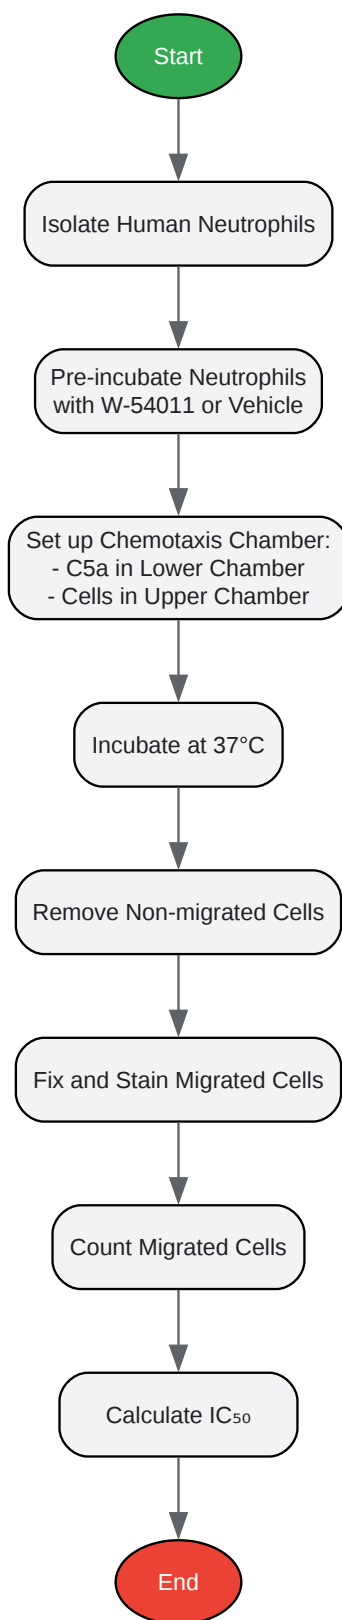 Start
Isolate Human Neutrophils
Pre-incubate Neutrophils
with W-54011 or Vehicle
Set up Chemotaxis Chamber:
- C5a in Lower Chamber
- Cells in Upper Chamber
Incubate at 37°C
Remove Non-migrated Cells
Fix and Stain Migrated Cells
Count Migrated Cells
Calculate IC₅₀
End